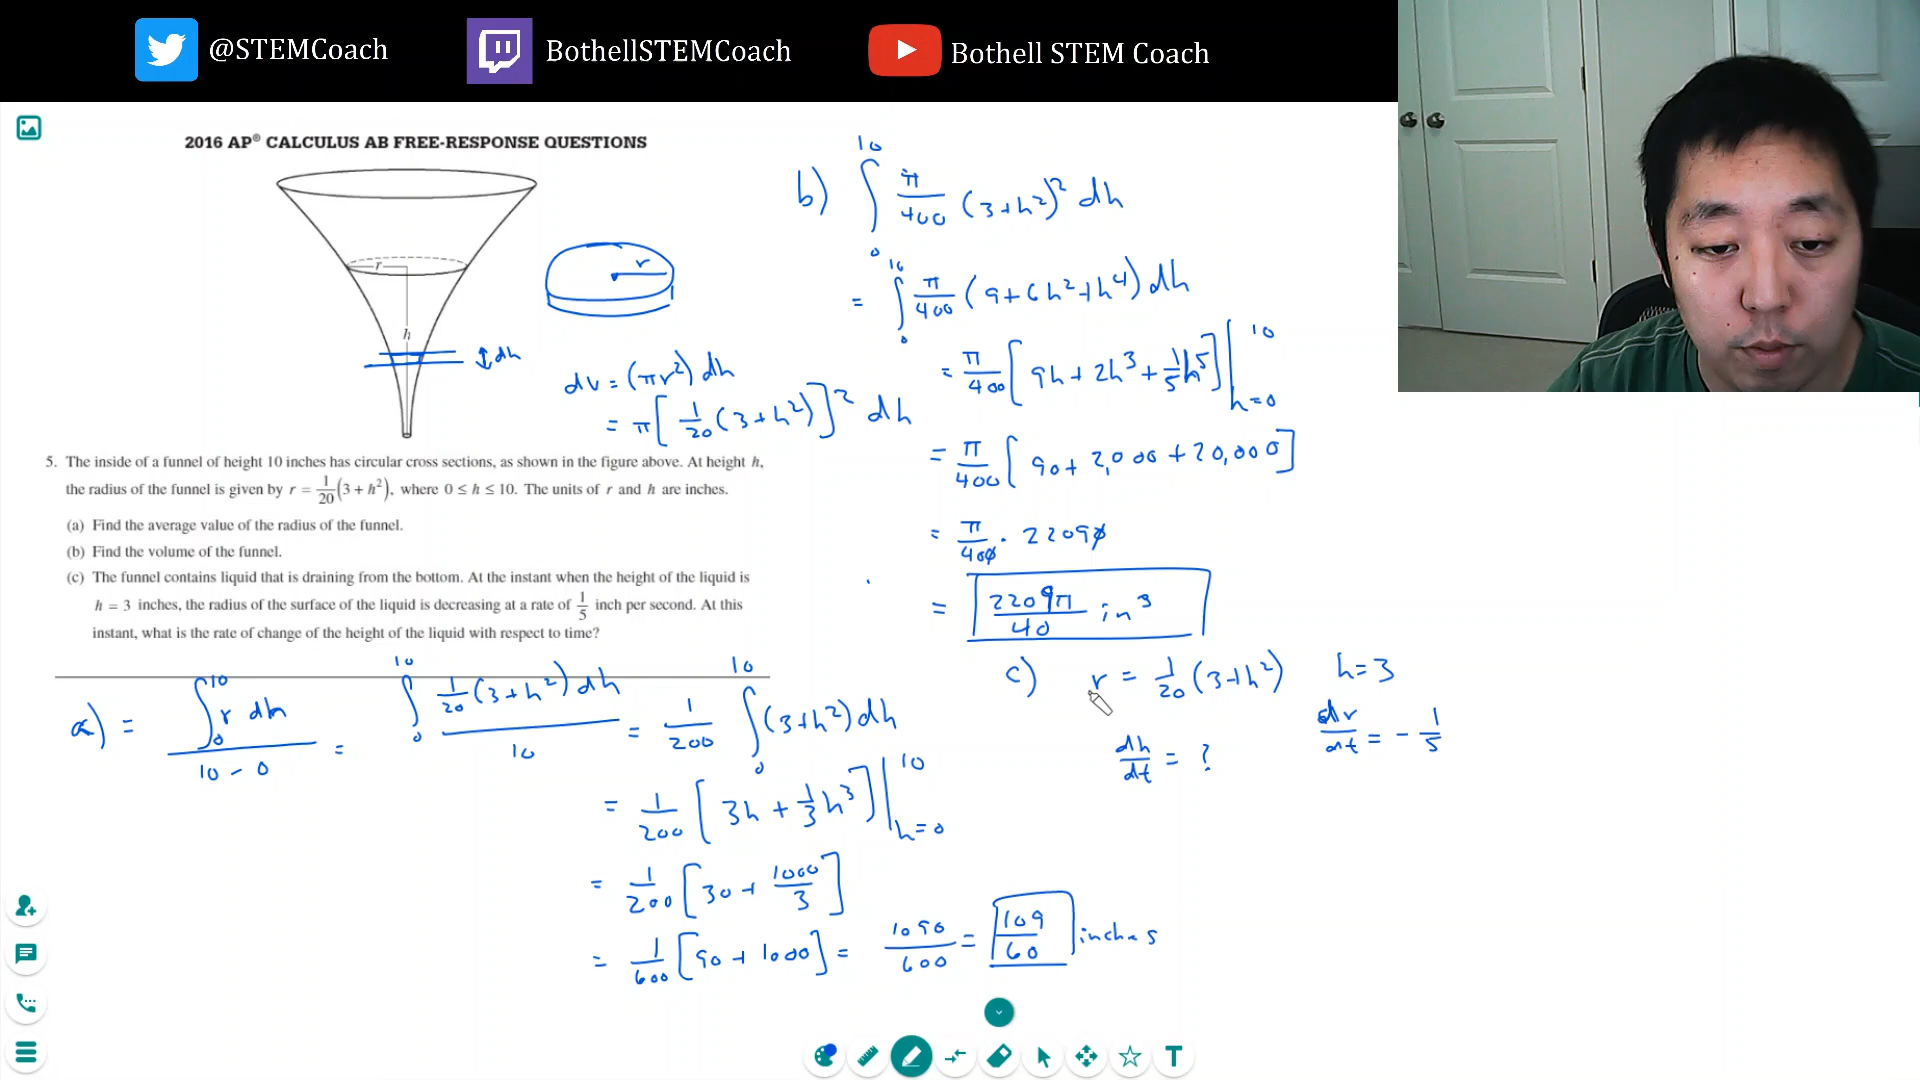 @STEMCoach
BothellSTEMCoach
Bothell STEM Coach
2016 AP® CALCULUS AB FREE-RESPONSE QUESTIONS
r
h
dh
r
dv = (πr²) dh
= π[1/20(3+h²)]² dh
5. The inside of a funnel of height 10 inches has circular cross sections, as shown in the figure above. At height h,
the radius of the funnel is given by r = 1/20(3 + h²), where 0 ≤ h ≤ 10. The units of r and h are inches.
(a) Find the average value of the radius of the funnel.
(b) Find the volume of the funnel.
(c) The funnel contains liquid that is draining from the bottom. At the instant when the height of the liquid is
h = 3 inches, the radius of the surface of the liquid is decreasing at a rate of 1/5 inch per second. At this
instant, what is the rate of change of the height of the liquid with respect to time?
a) = ∫₀¹⁰ r dh / (10 - 0) = ∫₀¹⁰ 1/20(3+h²) dh / 10 = 1/200 ∫₀¹⁰ (3+h²) dh
= 1/200 [3h + 1/3h³] |h=0 10
= 1/200 [30 + 1000/3]
= 1/600 [90 + 1000] = 1090/600 = 109/60 inches
b) ∫₀¹⁰ π/400 (3+h²)² dh
= ∫₀¹⁰ π/400 (9+6h²+h⁴) dh
= π/400 [9h + 2h³ + 1/5h⁵] |h=0 10
= π/400 [90 + 2,000 + 20,000]
= π/400 · 22090
= 2209π/40 in³
c) r = 1/20 (3+h²) h=3
dh/dt = ? dr/dt = - 1/5
T